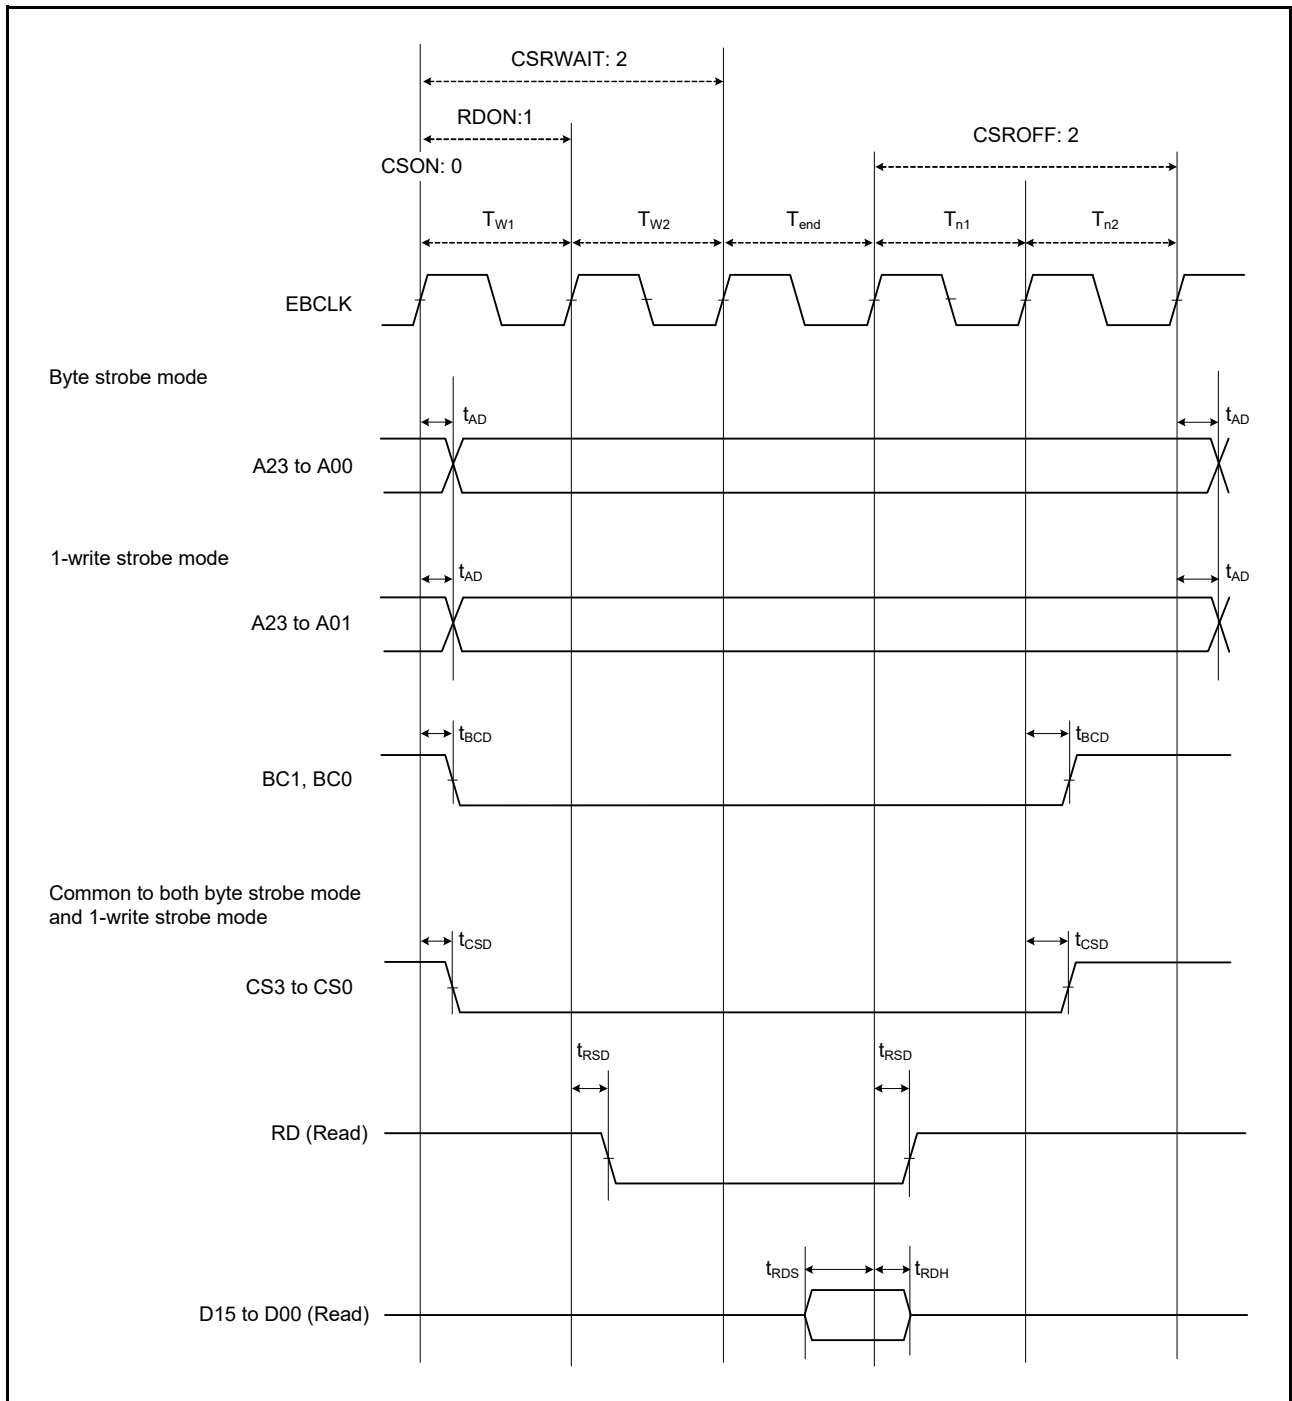 CSRWAIT: 2
RDON:1
CSROFF: 2
CSON: 0
TW1 TW2 Tend Tn1 Tn2
EBCLK
Byte strobe mode
tAD tAD
A23 to A00
1-write strobe mode
tAD tAD
A23 to A01
tBCD tBCD
BC1, BC0
Common to both byte strobe mode
and 1-write strobe mode
tCSD tCSD
CS3 to CS0
tRSD tRSD
RD (Read)
tRDS tRDH
D15 to D00 (Read)